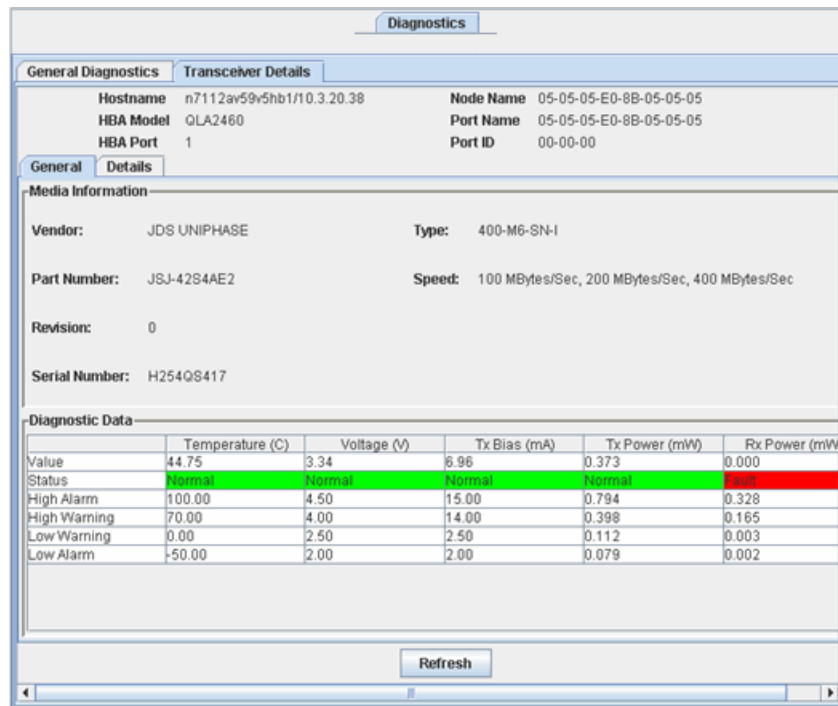 Diagnostics
General Diagnostics Transceiver Details
Hostname n7112av59v5hb1/10.3.20.38 Node Name 05-05-05-E0-8B-05-05-05
HBA Model QLA2460 Port Name 05-05-05-E0-8B-05-05-05
HBA Port 1 Port ID 00-00-00
General Details
Media Information
Vendor: JDS UNIPHASE Type: 400-M6-SN-I
Part Number: JSJ-42S4AE2 Speed: 100 MBytes/Sec, 200 MBytes/Sec, 400 MBytes/Sec
Revision: 0
Serial Number: H254QS417
Diagnostic Data
Temperature (C) Voltage (V) Tx Bias (mA) Tx Power (mW) Rx Power (mW
Value 44.75 3.34 6.96 0.373 0.000
Status Normal Normal Normal Normal Fault
High Alarm 100.00 4.50 15.00 0.794 0.328
High Warning 70.00 4.00 14.00 0.398 0.165
Low Warning 0.00 2.50 2.50 0.112 0.003
Low Alarm -50.00 2.00 2.00 0.079 0.002
Refresh